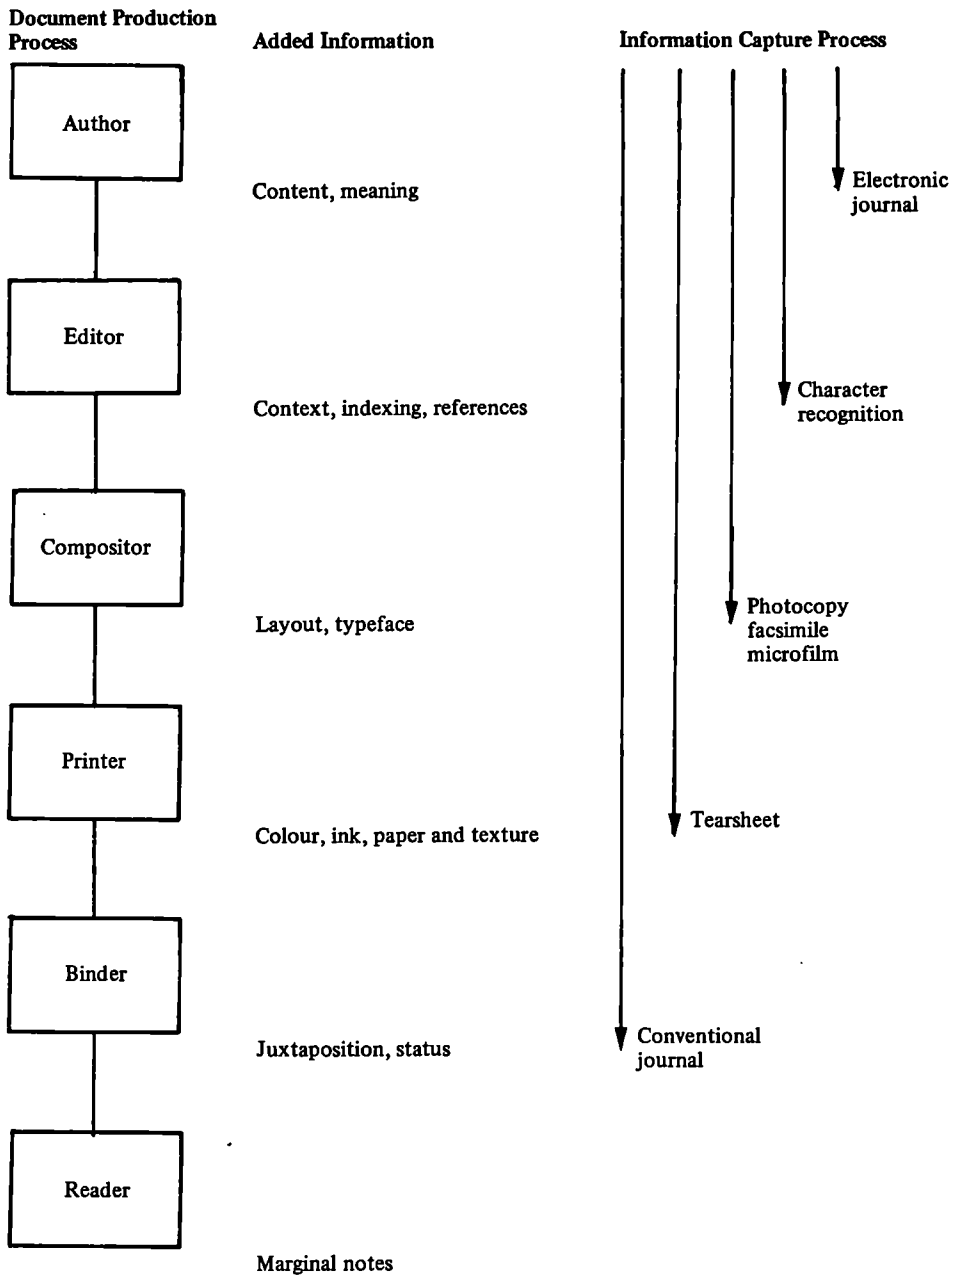 Document Production
Process
Added Information
Information Capture Process
Author
Content, meaning
Electronic
journal
Editor
Context, indexing, references
Character
recognition
Compositor
Layout, typeface
Photocopy
facsimile
microfilm
Printer
Colour, ink, paper and texture
Tearsheet
Binder
Juxtaposition, status
Conventional
journal
Reader
Marginal notes